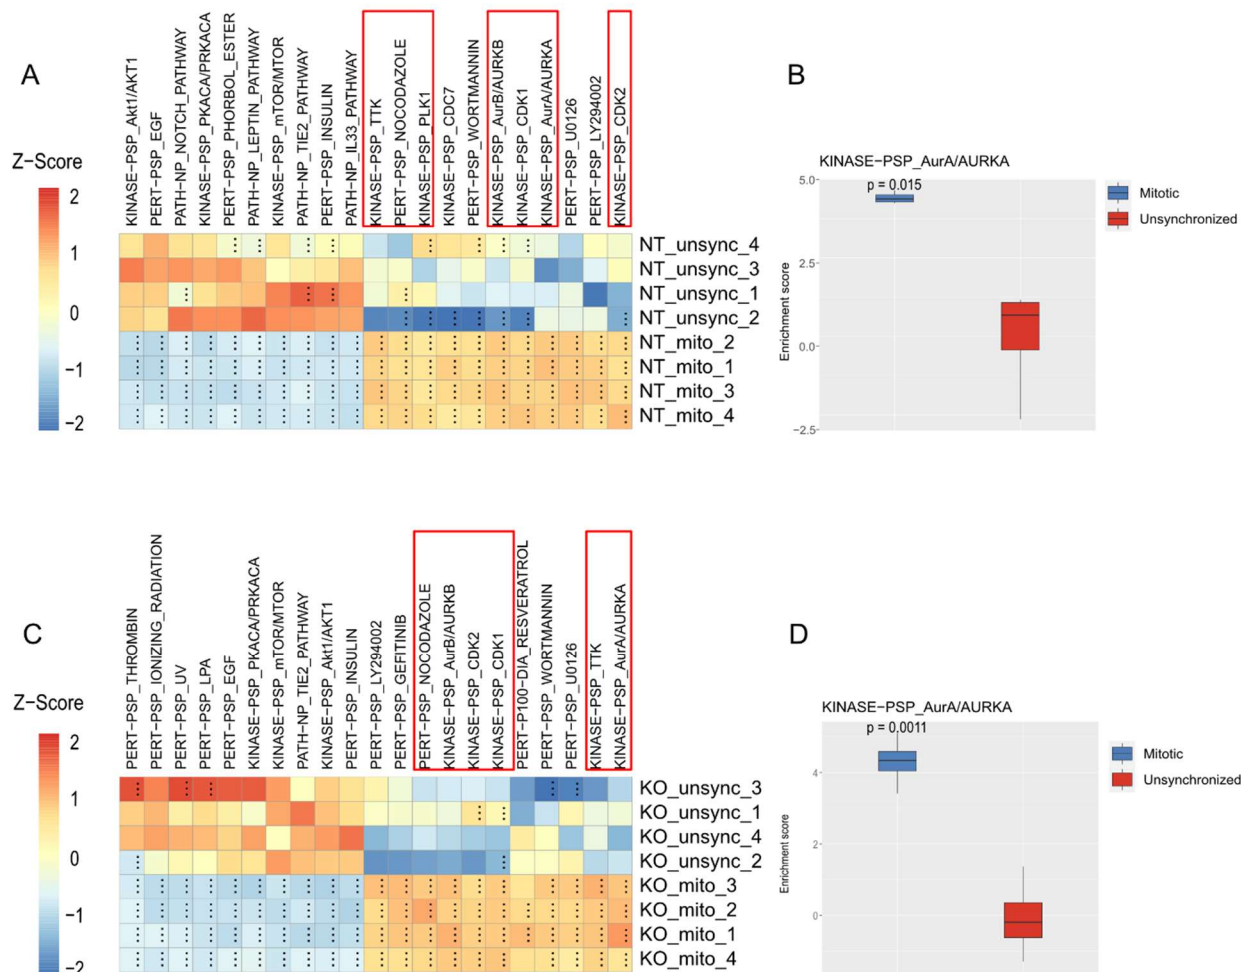 A
KINASE−PSP_Akt1/AKT1
PERT−PSP_EGF
PATH−NP_NOTCH_PATHWAY
KINASE−PSP_PKACA/PRKACA
PERT−PSP_PHORBOL_ESTER
PATH−NP_LEPTIN_PATHWAY
KINASE−PSP_mTOR/MTOR
PATH−NP_TIE2_PATHWAY
PERT−PSP_INSULIN
PATH−NP_IL33_PATHWAY
KINASE−PSP_TTK
PERT−PSP_NOCODAZOLE
KINASE−PSP_PLK1
KINASE−PSP_CDC7
PERT−PSP_WORTMANNIN
KINASE−PSP_AurB/AURKB
KINASE−PSP_CDK1
KINASE−PSP_AurA/AURKA
PERT−PSP_U0126
PERT−PSP_LY294002
KINASE−PSP_CDK2
Z−Score
2
1
0
−1
−2
NT_unsync_4
NT_unsync_3
NT_unsync_1
NT_unsync_2
NT_mito_2
NT_mito_1
NT_mito_3
NT_mito_4
B
KINASE−PSP_AurA/AURKA
p = 0.015
Enrichment score
5.0
2.5
0.0
−2.5
Mitotic
Unsynchronized
C
PERT−PSP_THROMBIN
PERT−PSP_IONIZING_RADIATION
PERT−PSP_UV
PERT−PSP_LPA
PERT−PSP_EGF
KINASE−PSP_PKACA/PRKACA
KINASE−PSP_mTOR/MTOR
PATH−NP_TIE2_PATHWAY
KINASE−PSP_Akt1/AKT1
PERT−PSP_INSULIN
PERT−PSP_LY294002
PERT−PSP_GEFITINIB
PERT−PSP_NOCODAZOLE
KINASE−PSP_AurB/AURKB
KINASE−PSP_CDK2
KINASE−PSP_CDK1
PERT−P100−DIA_RESVERATROL
PERT−PSP_WORTMANNIN
PERT−PSP_U0126
KINASE−PSP_TTK
KINASE−PSP_AurA/AURKA
Z−Score
2
1
0
−1
−2
KO_unsync_3
KO_unsync_1
KO_unsync_4
KO_unsync_2
KO_mito_3
KO_mito_2
KO_mito_1
KO_mito_4
D
KINASE−PSP_AurA/AURKA
p = 0.0011
Enrichment score
4
2
0
Mitotic
Unsynchronized